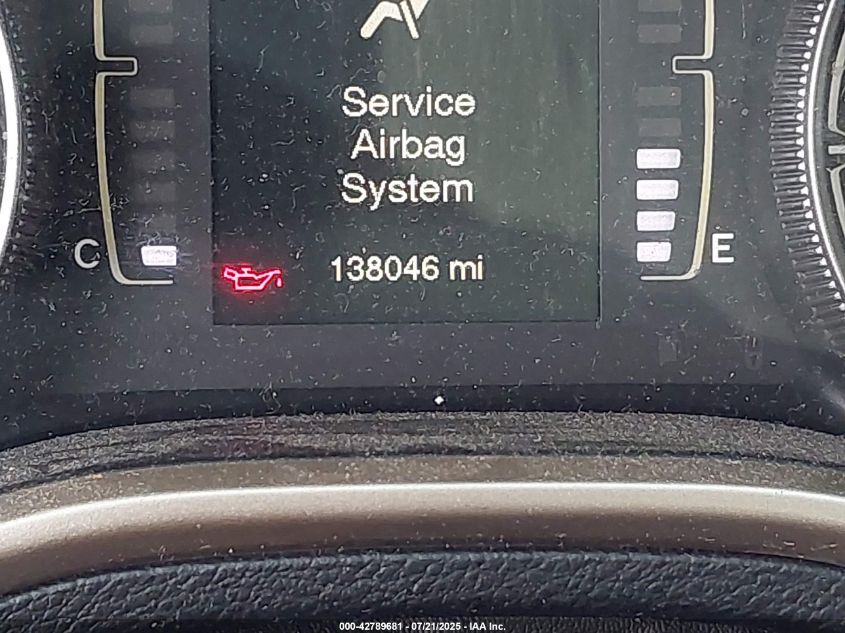 Service
Airbag
System
C
E
138046 mi
000-42789681 - 07/21/2025 - IAA Inc.